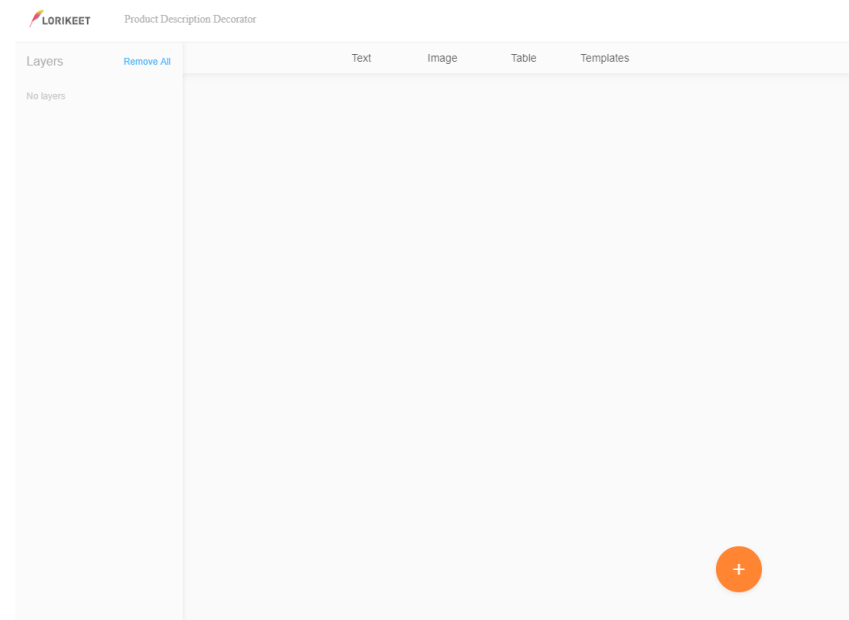 LORIKEET Product Description Decorator
Layers Remove All Text Image Table Templates
No layers
+